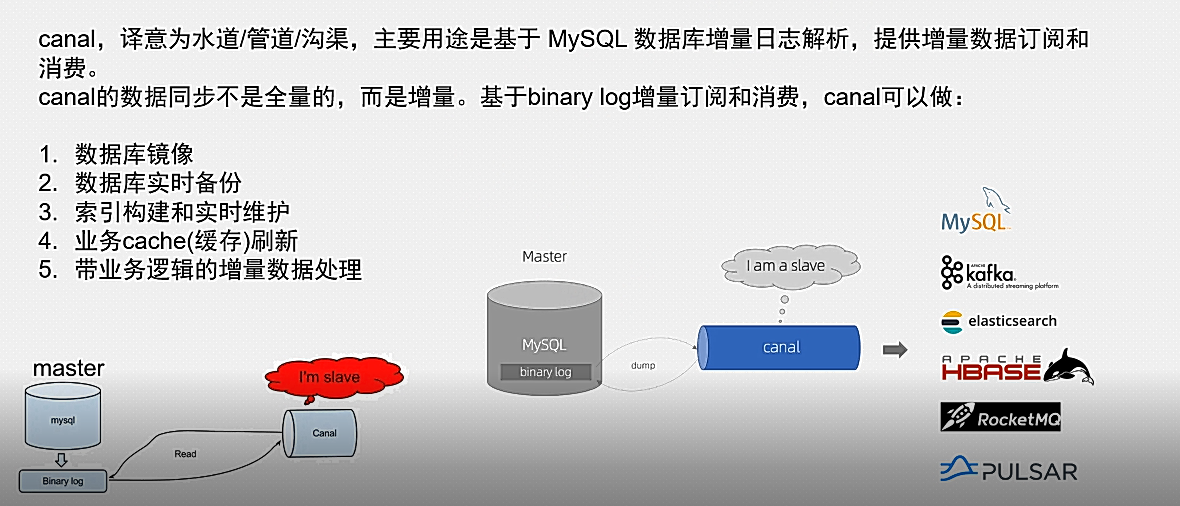 canal，译意为水道/管道/沟渠，主要用途是基于 MySQL 数据库增量日志解析，提供增量数据订阅和
消费。
canal的数据同步不是全量的，而是增量。基于binary log增量订阅和消费，canal可以做：
1. 数据库镜像
2. 数据库实时备份
3. 索引构建和实时维护
4. 业务cache(缓存)刷新
5. 带业务逻辑的增量数据处理
master
mysql
Binary log
Read
I'm slave
Canal
Master
MySQL
binary log
dump
I am a slave
canal
MySQL
APACHE
kafka
A distributed streaming platform
elasticsearch
APACHE
HBASE
RocketMQ
PULSAR